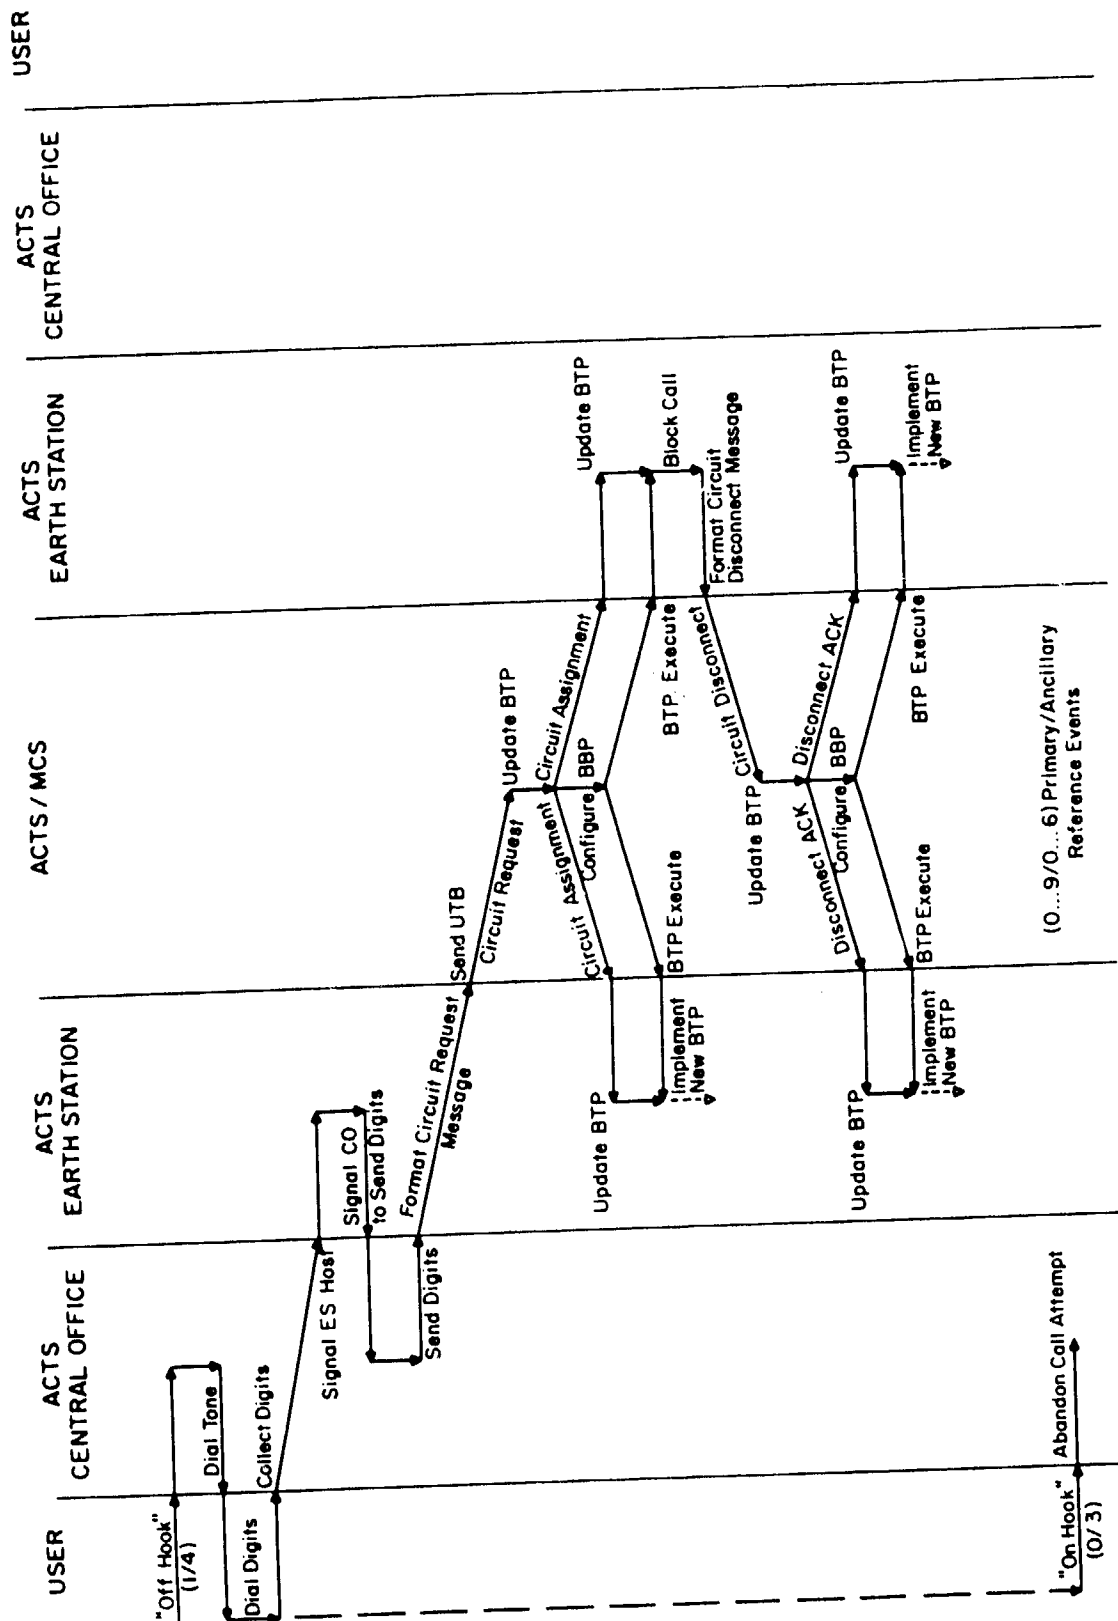 USER
ACTS
CENTRAL OFFICE
ACTS
EARTH STATION
ACTS / MCS
ACTS
EARTH STATION
ACTS
CENTRAL OFFICE
USER
"Off Hook"
(1/4)
Dial Tone
Dial Digits
Collect Digits
Signal ES Host
Signal CO
to Send Digits
Send Digits
Format Circuit Request
Message
Send UTB
Circuit Request
Update BTP
Circuit Assignment
Circuit Assignment
Configure BBP
Update BTP
Update BTP
BTP Execute
BTP Execute
Implement
New BTP
Block Call
Format Circuit
Disconnect Message
Circuit Disconnect
Update BTP
Disconnect ACK
Disconnect ACK
Configure BBP
Update BTP
Update BTP
BTP Execute
BTP Execute
Implement
New BTP
Implement
New BTP
"On Hook"
(0/3)
Abandon Call Attempt
(0...9/0...6) Primary/Ancillary
Reference Events